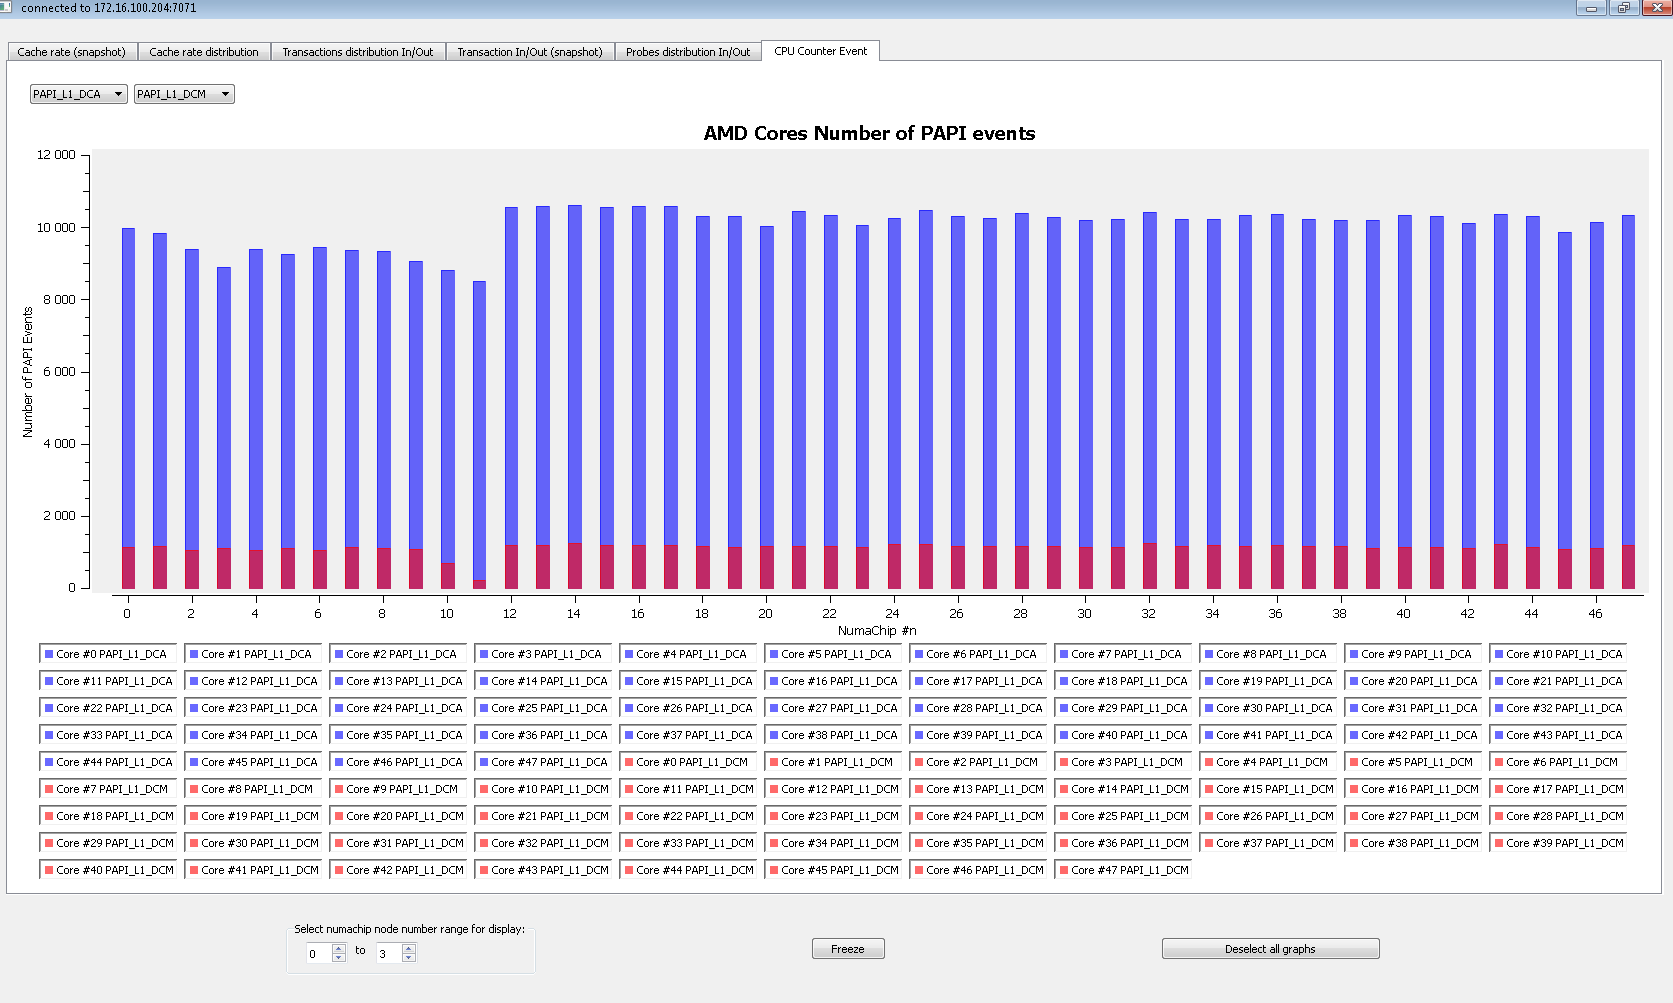 connected to 172.16.100.204:7071
Cache rate (snapshot) Cache rate distribution Transactions distribution In/Out Transaction In/Out (snapshot) Probes distribution In/Out CPU Counter Event
PAPI_L1_DCA PAPI_L1_DCM
AMD Cores Number of PAPI events
12 000
10 000
8 000
6 000
4 000
2 000
0
Number of PAPI Events
0 2 4 6 8 10 12 14 16 18 20 22 24 26 28 30 32 34 36 38 40 42 44 46
NumaChip #n
Core #0 PAPI_L1_DCA Core #1 PAPI_L1_DCA Core #2 PAPI_L1_DCA Core #3 PAPI_L1_DCA Core #4 PAPI_L1_DCA Core #5 PAPI_L1_DCA Core #6 PAPI_L1_DCA Core #7 PAPI_L1_DCA Core #8 PAPI_L1_DCA Core #9 PAPI_L1_DCA Core #10 PAPI_L1_DCA
Core #11 PAPI_L1_DCA Core #12 PAPI_L1_DCA Core #13 PAPI_L1_DCA Core #14 PAPI_L1_DCA Core #15 PAPI_L1_DCA Core #16 PAPI_L1_DCA Core #17 PAPI_L1_DCA Core #18 PAPI_L1_DCA Core #19 PAPI_L1_DCA Core #20 PAPI_L1_DCA Core #21 PAPI_L1_DCA
Core #22 PAPI_L1_DCA Core #23 PAPI_L1_DCA Core #24 PAPI_L1_DCA Core #25 PAPI_L1_DCA Core #26 PAPI_L1_DCA Core #27 PAPI_L1_DCA Core #28 PAPI_L1_DCA Core #29 PAPI_L1_DCA Core #30 PAPI_L1_DCA Core #31 PAPI_L1_DCA Core #32 PAPI_L1_DCA
Core #33 PAPI_L1_DCA Core #34 PAPI_L1_DCA Core #35 PAPI_L1_DCA Core #36 PAPI_L1_DCA Core #37 PAPI_L1_DCA Core #38 PAPI_L1_DCA Core #39 PAPI_L1_DCA Core #40 PAPI_L1_DCA Core #41 PAPI_L1_DCA Core #42 PAPI_L1_DCA Core #43 PAPI_L1_DCA
Core #44 PAPI_L1_DCA Core #45 PAPI_L1_DCA Core #46 PAPI_L1_DCA Core #47 PAPI_L1_DCA Core #0 PAPI_L1_DCM Core #1 PAPI_L1_DCM Core #2 PAPI_L1_DCM Core #3 PAPI_L1_DCM Core #4 PAPI_L1_DCM Core #5 PAPI_L1_DCM Core #6 PAPI_L1_DCM
Core #7 PAPI_L1_DCM Core #8 PAPI_L1_DCM Core #9 PAPI_L1_DCM Core #10 PAPI_L1_DCM Core #11 PAPI_L1_DCM Core #12 PAPI_L1_DCM Core #13 PAPI_L1_DCM Core #14 PAPI_L1_DCM Core #15 PAPI_L1_DCM Core #16 PAPI_L1_DCM Core #17 PAPI_L1_DCM
Core #18 PAPI_L1_DCM Core #19 PAPI_L1_DCM Core #20 PAPI_L1_DCM Core #21 PAPI_L1_DCM Core #22 PAPI_L1_DCM Core #23 PAPI_L1_DCM Core #24 PAPI_L1_DCM Core #25 PAPI_L1_DCM Core #26 PAPI_L1_DCM Core #27 PAPI_L1_DCM Core #28 PAPI_L1_DCM
Core #29 PAPI_L1_DCM Core #30 PAPI_L1_DCM Core #31 PAPI_L1_DCM Core #32 PAPI_L1_DCM Core #33 PAPI_L1_DCM Core #34 PAPI_L1_DCM Core #35 PAPI_L1_DCM Core #36 PAPI_L1_DCM Core #37 PAPI_L1_DCM Core #38 PAPI_L1_DCM Core #39 PAPI_L1_DCM
Core #40 PAPI_L1_DCM Core #41 PAPI_L1_DCM Core #42 PAPI_L1_DCM Core #43 PAPI_L1_DCM Core #44 PAPI_L1_DCM Core #45 PAPI_L1_DCM Core #46 PAPI_L1_DCM Core #47 PAPI_L1_DCM
Select numachip node number range for display:
0 to 3
Freeze
Deselect all graphs